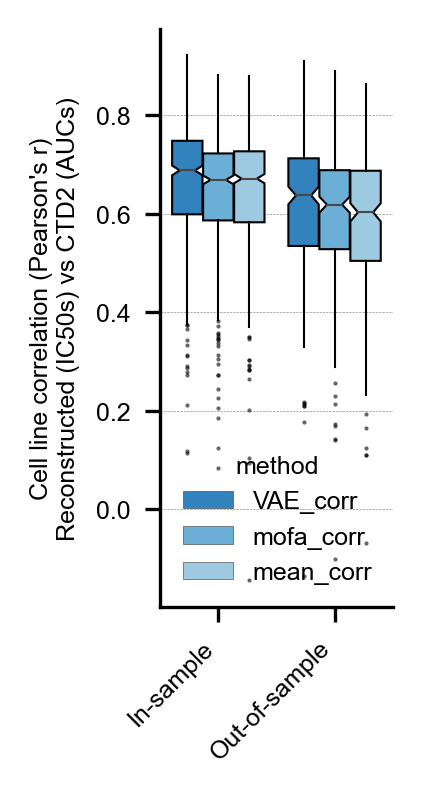 Cell line correlation (Pearson's r)
Reconstructed (IC50s) vs CTD2 (AUCs)
0.8
0.6
0.4
0.2
0.0
method
VAE_corr
mofa_corr
mean_corr
In-sample
Out-of-sample